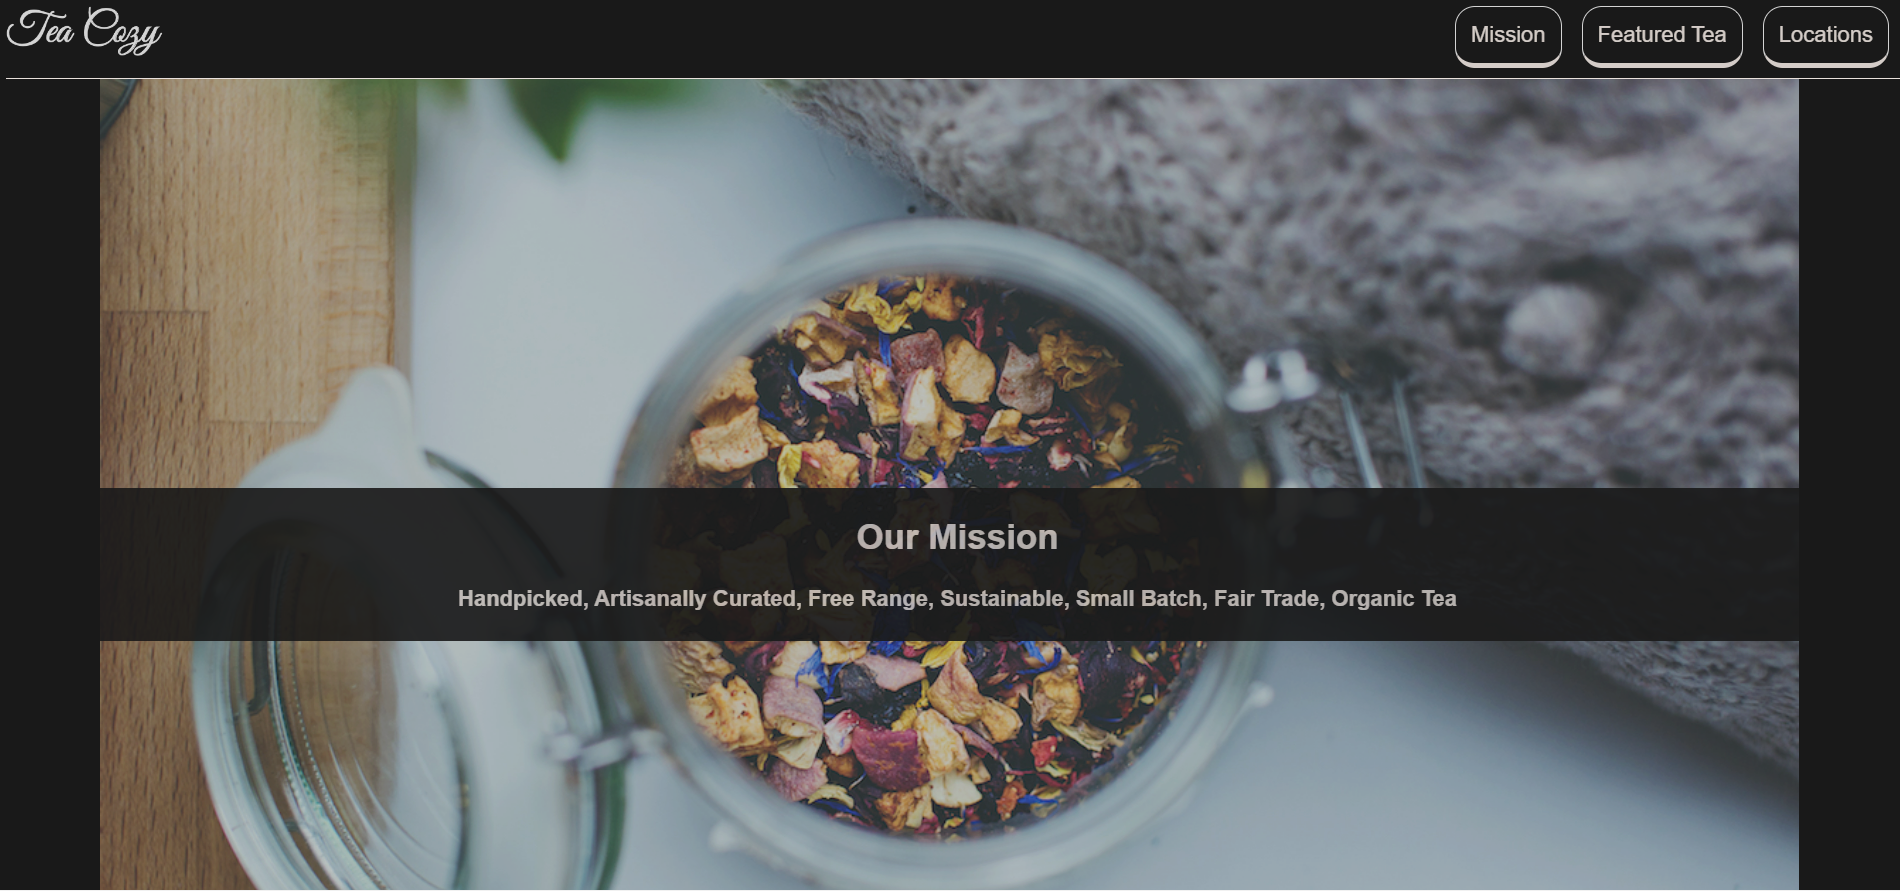 Tea Cozy
Mission
Featured Tea
Locations
Our Mission
Handpicked, Artisanally Curated, Free Range, Sustainable, Small Batch, Fair Trade, Organic Tea